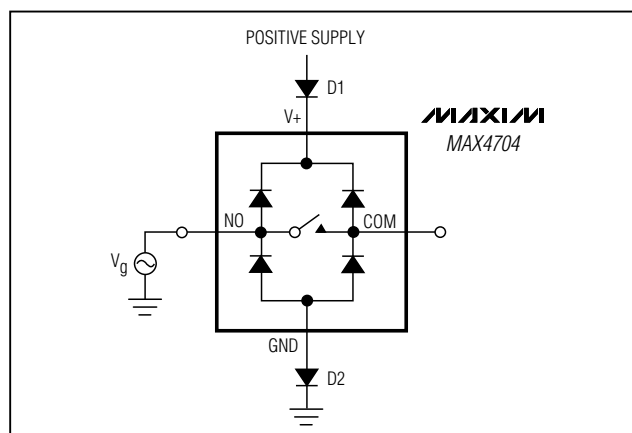 POSITIVE SUPPLY
D1
V+
MAXIM
MAX4704
NO
COM
Vg
GND
D2